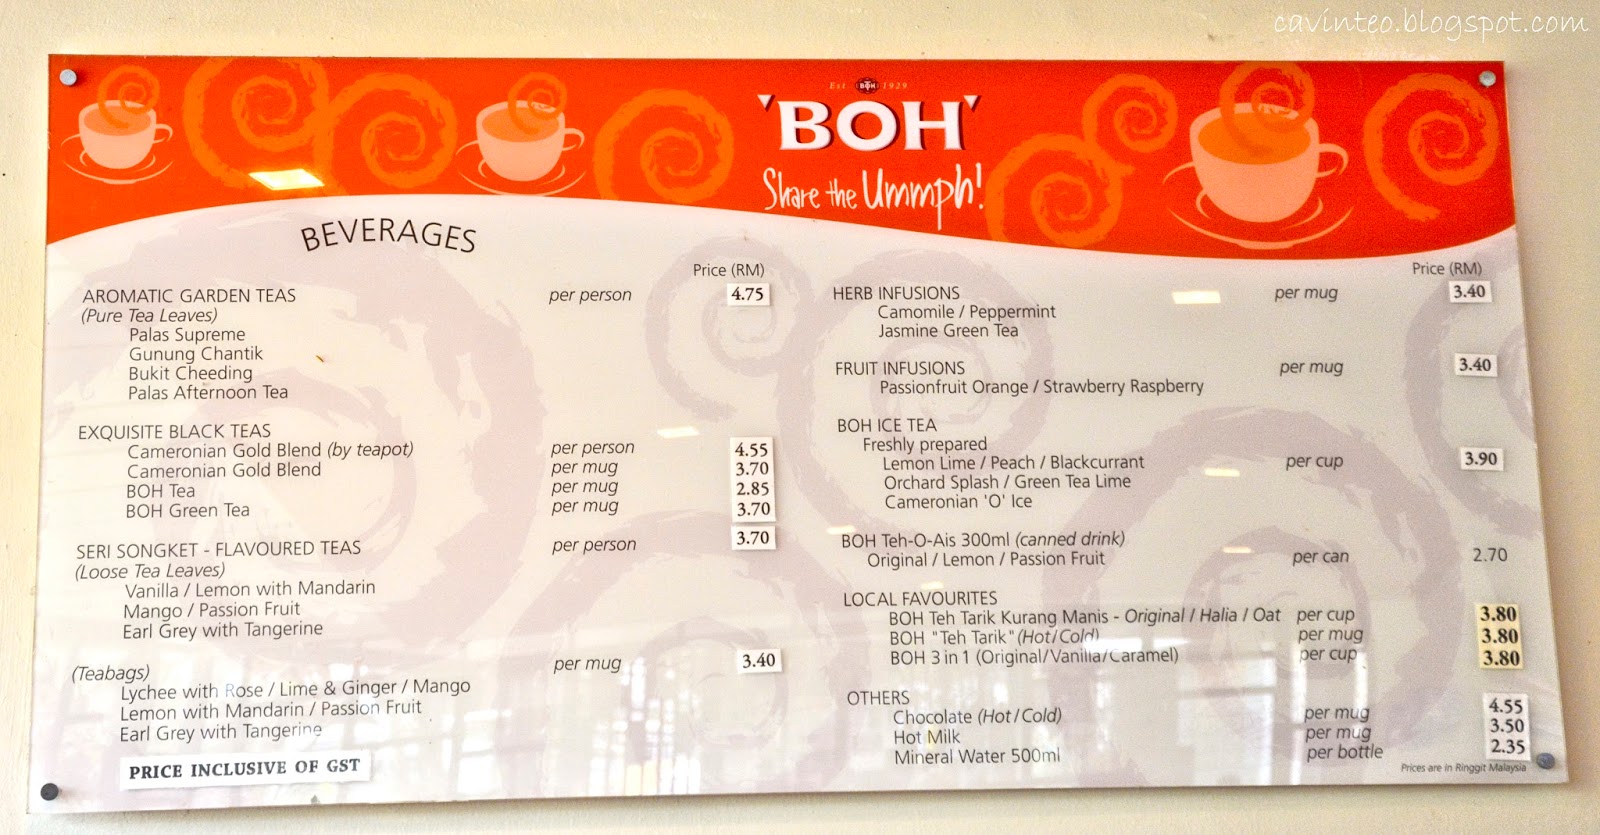 cavinteo.blogspot.com
Est. BOH 1929
'BOH'
Share the Ummph!
BEVERAGES
Price (RM)
AROMATIC GARDEN TEAS per person 4.75
(Pure Tea Leaves)
Palas Supreme
Gunung Chantik
Bukit Cheeding
Palas Afternoon Tea
EXQUISITE BLACK TEAS
Cameronian Gold Blend (by teapot) per person 4.55
Cameronian Gold Blend per mug 3.70
BOH Tea per mug 2.85
BOH Green Tea per mug 3.70
SERI SONGKET - FLAVOURED TEAS per person 3.70
(Loose Tea Leaves)
Vanilla / Lemon with Mandarin
Mango / Passion Fruit
Earl Grey with Tangerine
(Teabags) per mug 3.40
Lychee with Rose / Lime & Ginger / Mango
Lemon with Mandarin / Passion Fruit
Earl Grey with Tangerine
PRICE INCLUSIVE OF GST
Price (RM)
HERB INFUSIONS per mug 3.40
Camomile / Peppermint
Jasmine Green Tea
FRUIT INFUSIONS per mug 3.40
Passionfruit Orange / Strawberry Raspberry
BOH ICE TEA
Freshly prepared
Lemon Lime / Peach / Blackcurrant per cup 3.90
Orchard Splash / Green Tea Lime
Cameronian 'O' Ice
BOH Teh-O-Ais 300ml (canned drink)
Original / Lemon / Passion Fruit per can 2.70
LOCAL FAVOURITES
BOH Teh Tarik Kurang Manis - Original / Halia / Oat per cup 3.80
BOH "Teh Tarik" (Hot/Cold) per mug 3.80
BOH 3 in 1 (Original/Vanilla/Caramel) per cup 3.80
OTHERS
Chocolate (Hot/Cold) per mug 4.55
Hot Milk per mug 3.50
Mineral Water 500ml per bottle 2.35
Prices are in Ringgit Malaysia